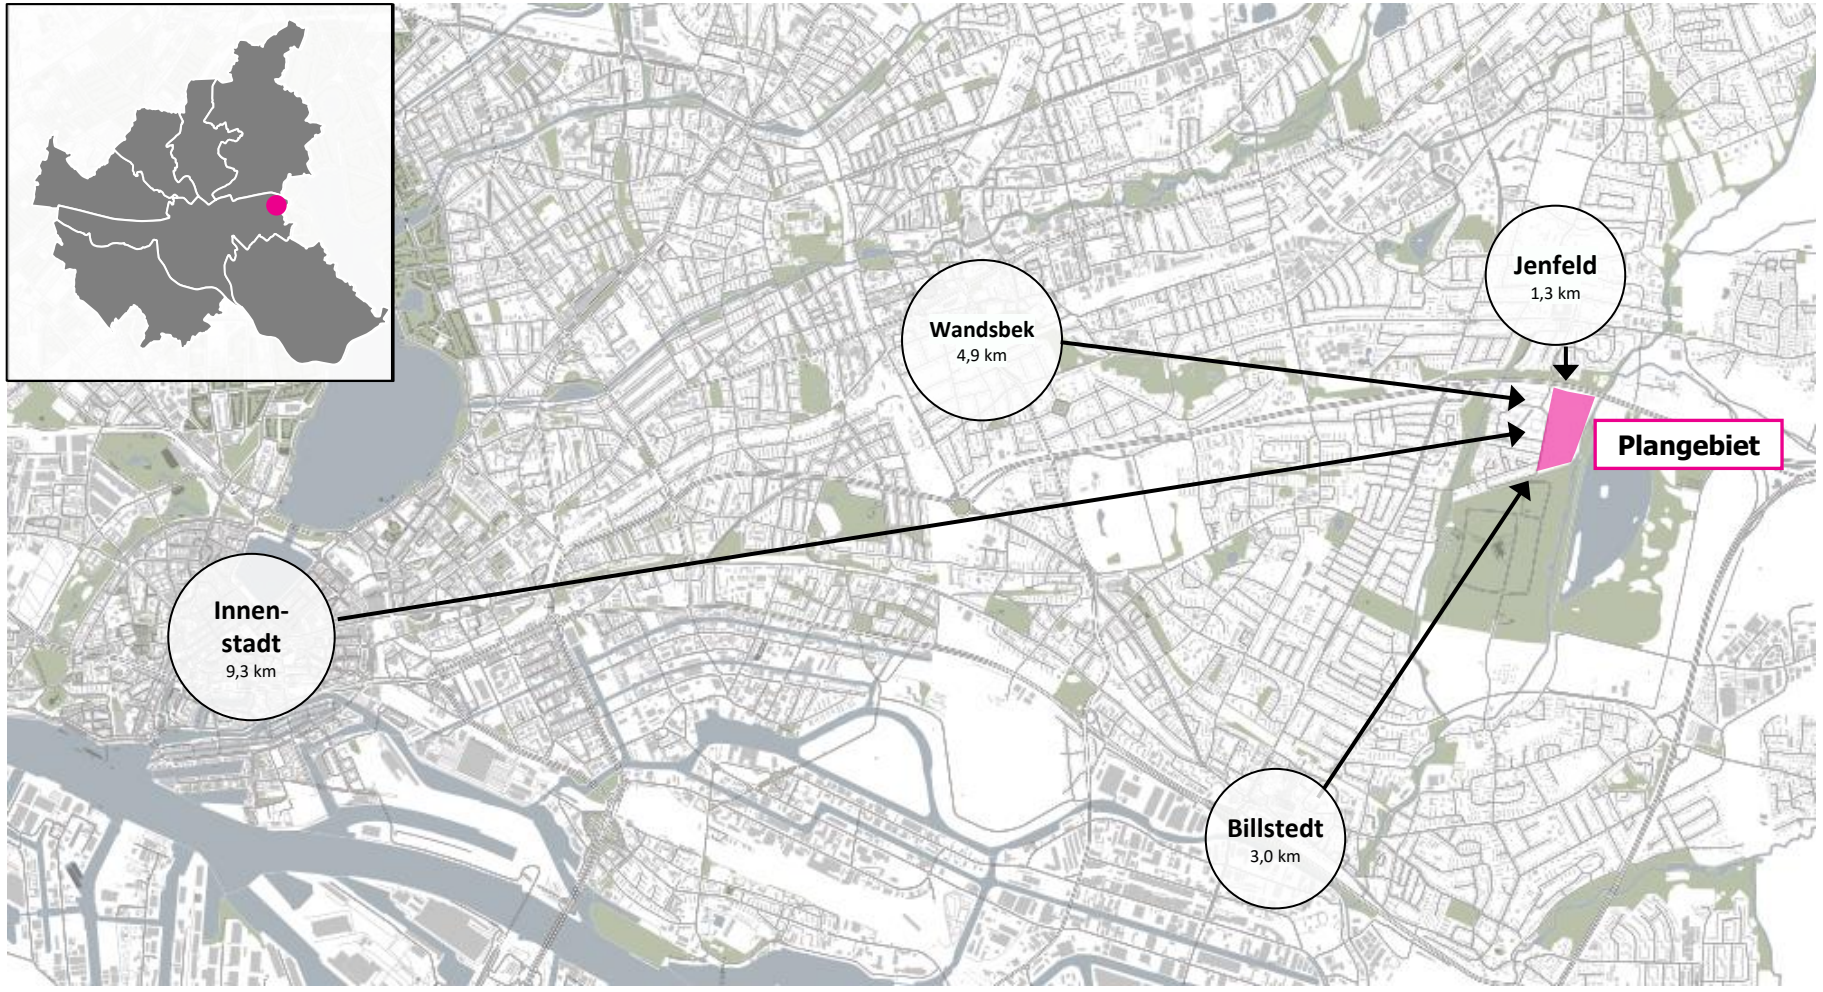 Jenfeld
1,3 km
Wandsbek
4,9 km
Plangebiet
Innen-
stadt
9,3 km
Billstedt
3,0 km